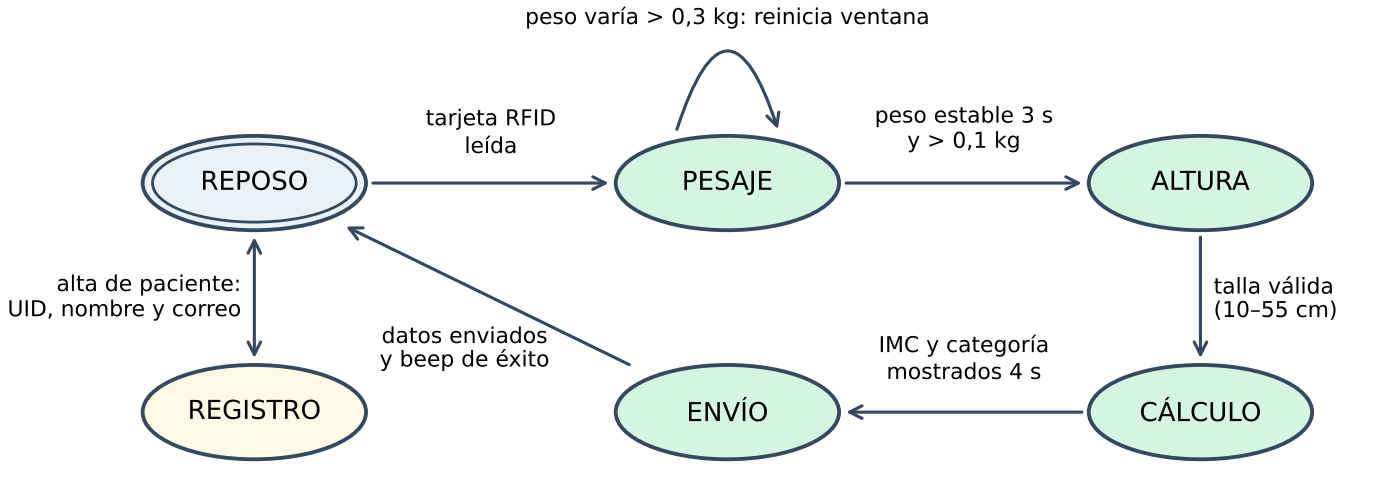 peso varía > 0,3 kg: reinicia ventana
tarjeta RFID
leída
peso estable 3 s
y > 0,1 kg
REPOSO
PESAJE
ALTURA
alta de paciente:
UID, nombre y correo
talla válida
(10–55 cm)
datos enviados
y beep de éxito
IMC y categoría
mostrados 4 s
REGISTRO
ENVÍO
CÁLCULO